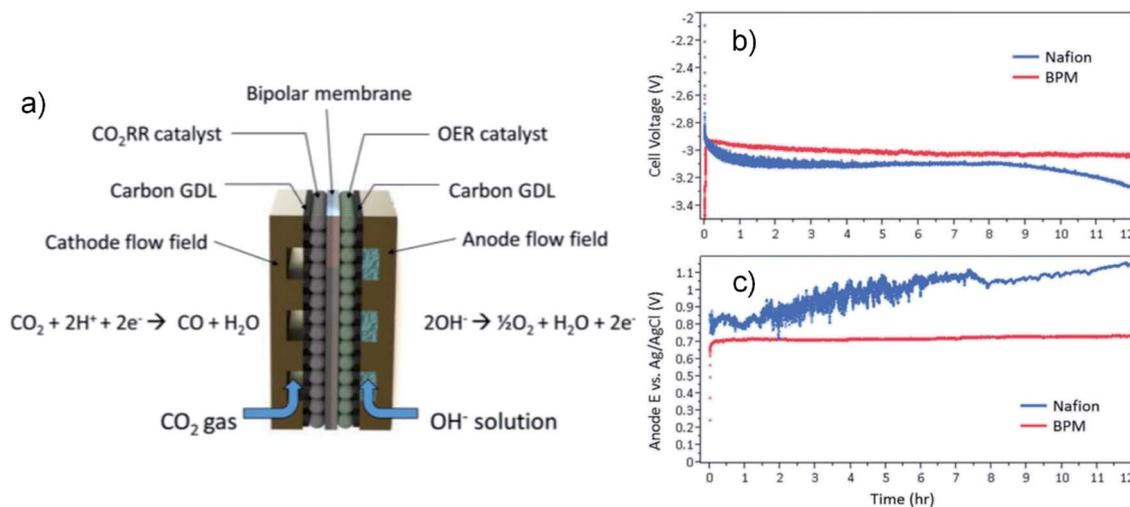 a)
Bipolar membrane
CO₂RR catalyst
OER catalyst
Carbon GDL
Carbon GDL
Cathode flow field
Anode flow field
CO₂ + 2H⁺ + 2e⁻ → CO + H₂O
2OH⁻ → ½O₂ + H₂O + 2e⁻
CO₂ gas
OH⁻ solution
b)
Nafion
BPM
Cell Voltage (V)
-2
-2.2
-2.4
-2.6
-2.8
-3
-3.2
-3.4
0 1 2 3 4 5 6 7 8 9 10 11 12
c)
Nafion
BPM
Anode E vs. Ag/AgCl (V)
1.1
1
0.9
0.8
0.7
0.6
0.5
0.4
0.3
0.2
0.1
0
0 1 2 3 4 5 6 7 8 9 10 11 12
Time (hr)